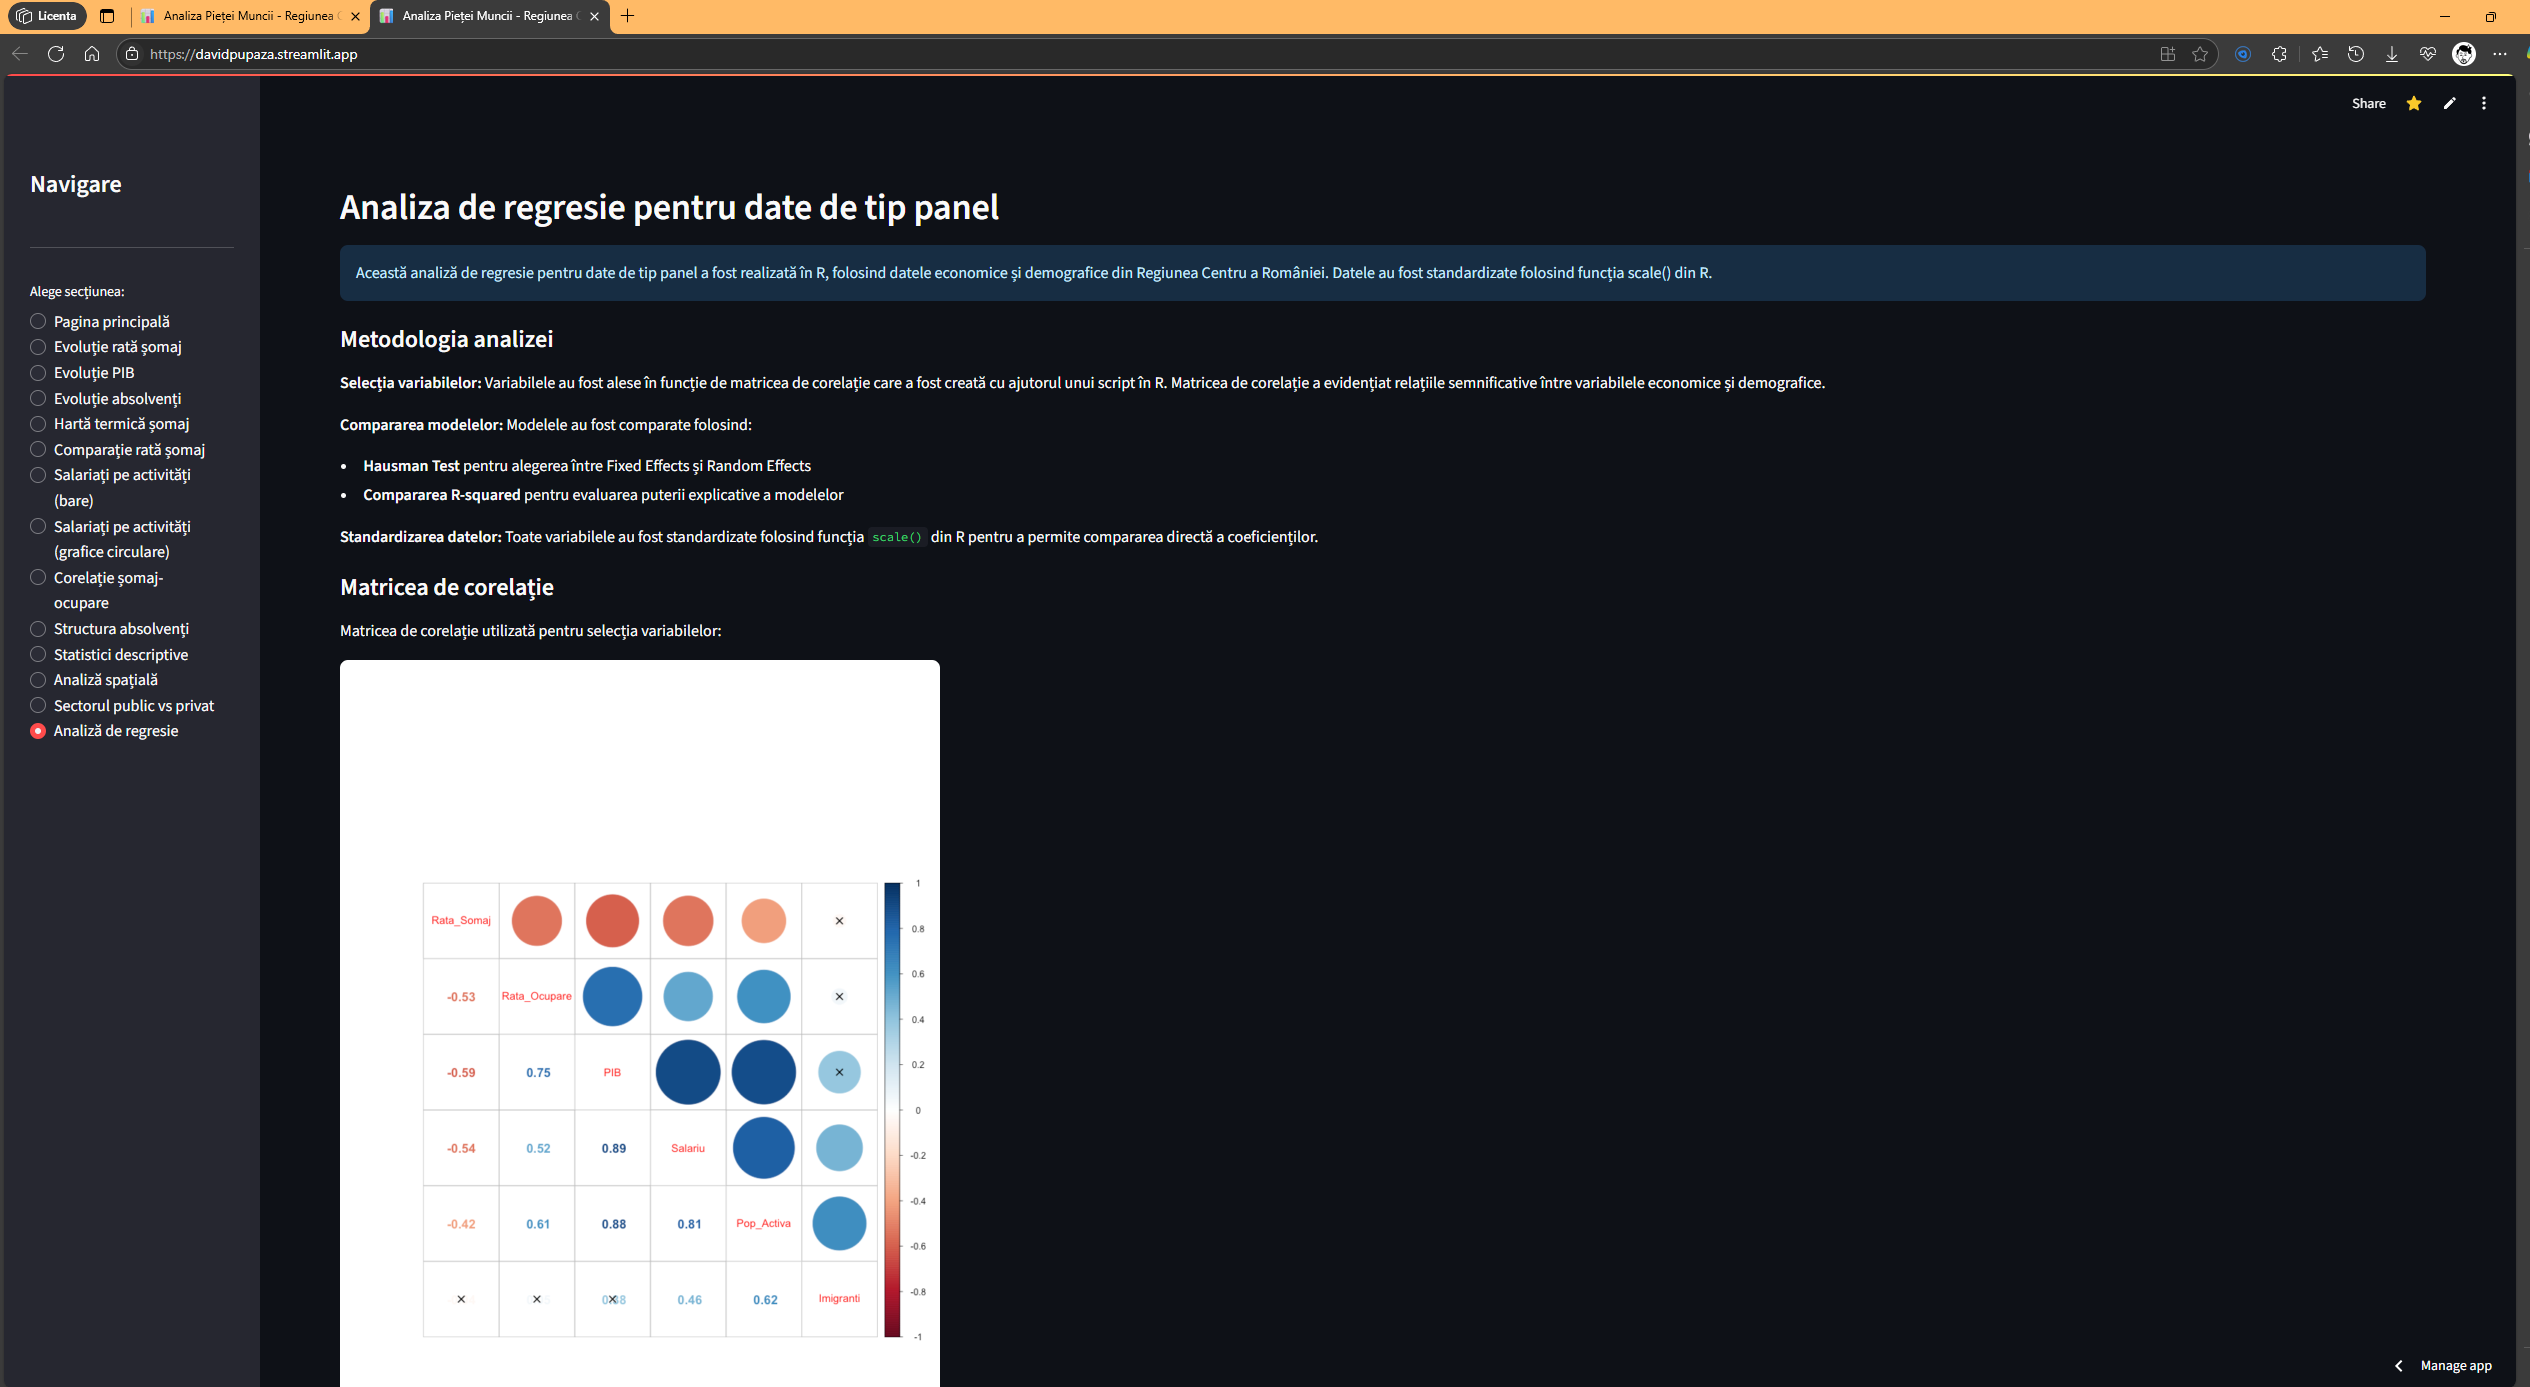 Licenta
Analiza Pieței Muncii - Regiunea
Analiza Pieței Muncii - Regiunea
https://davidpupaza.streamlit.app
Share
Navigare
Alege secțiunea:
Pagina principală
Evoluție rată șomaj
Evoluție PIB
Evoluție absolvenți
Hartă termică șomaj
Comparație rată șomaj
Salariați pe activități
(bare)
Salariați pe activități
(grafice circulare)
Corelație șomaj-
ocupare
Structura absolvenți
Statistici descriptive
Analiză spațială
Sectorul public vs privat
Analiză de regresie
Analiza de regresie pentru date de tip panel
Această analiză de regresie pentru date de tip panel a fost realizată în R, folosind datele economice și demografice din Regiunea Centru a României. Datele au fost standardizate folosind funcția scale() din R.
Metodologia analizei
Selecția variabilelor: Variabilele au fost alese în funcție de matricea de corelație care a fost creată cu ajutorul unui script în R. Matricea de corelație a evidențiat relațiile semnificative între variabilele economice și demografice.
Compararea modelelor: Modelele au fost comparate folosind:
• Hausman Test pentru alegerea între Fixed Effects și Random Effects
• Compararea R-squared pentru evaluarea puterii explicative a modelelor
Standardizarea datelor: Toate variabilele au fost standardizate folosind funcția scale() din R pentru a permite compararea directă a coeficienților.
Matricea de corelație
Matricea de corelație utilizată pentru selecția variabilelor:
Rata_Somaj
-0.53 Rata_Ocupare
-0.59 0.75 PIB
-0.54 0.52 0.89 Salariu
-0.42 0.61 0.88 0.81 Pop_Activa
0.46 0.62 Imigranti
1
0.8
0.6
0.4
0.2
0
-0.2
-0.4
-0.6
-0.8
-1
Manage app